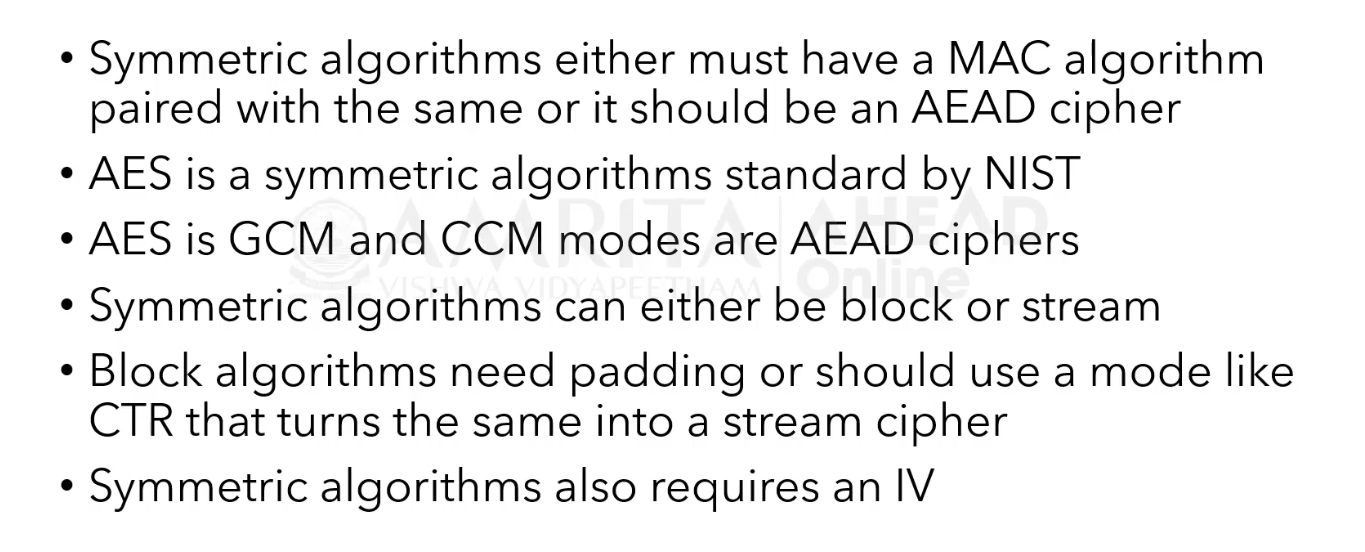 • Symmetric algorithms either must have a MAC algorithm
paired with the same or it should be an AEAD cipher
• AES is a symmetric algorithms standard by NIST
• AES is GCM and CCM modes are AEAD ciphers
AMRITA AHEAD
VISHWA VIDYAPEETHAM Online
• Symmetric algorithms can either be block or stream
• Block algorithms need padding or should use a mode like
CTR that turns the same into a stream cipher
• Symmetric algorithms also requires an IV